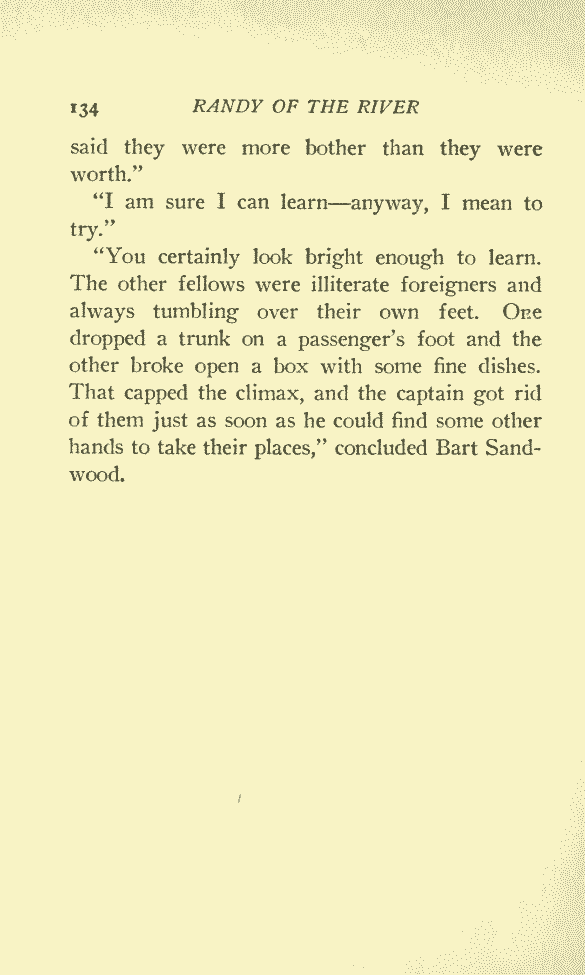 134 RANDY OF THE RIVER
said they were more bother than they were
worth.”
“I am sure I can learn—anyway, I mean to
try.”
“You certainly look bright enough to learn.
The other fellows were illiterate foreigners and
always tumbling over their own feet. One
dropped a trunk on a passenger’s foot and the
other broke open a box with some fine dishes.
That capped the climax, and the captain got rid
of them just as soon as he could find some other
hands to take their places,” concluded Bart Sand-
wood.